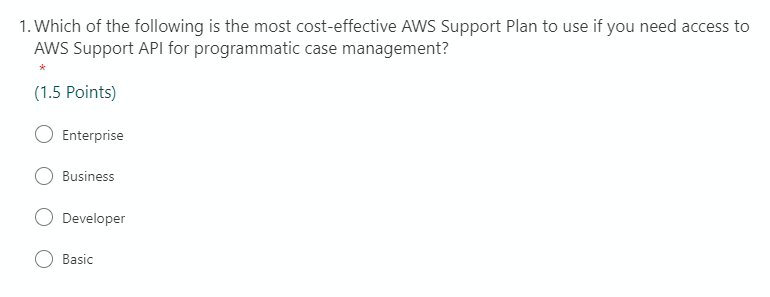 1. Which of the following is the most cost-effective AWS Support Plan to use if you need access to
AWS Support API for programmatic case management?
*
(1.5 Points)
Enterprise
Business
Developer
Basic